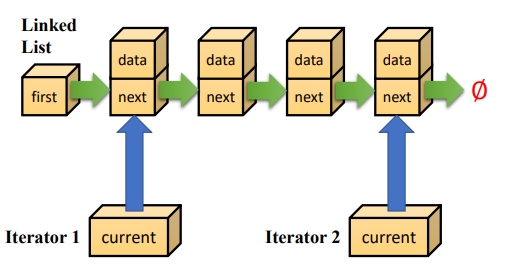 Linked
List
first
data
next
data
next
data
next
data
next
∅
Iterator 1
current
Iterator 2
current